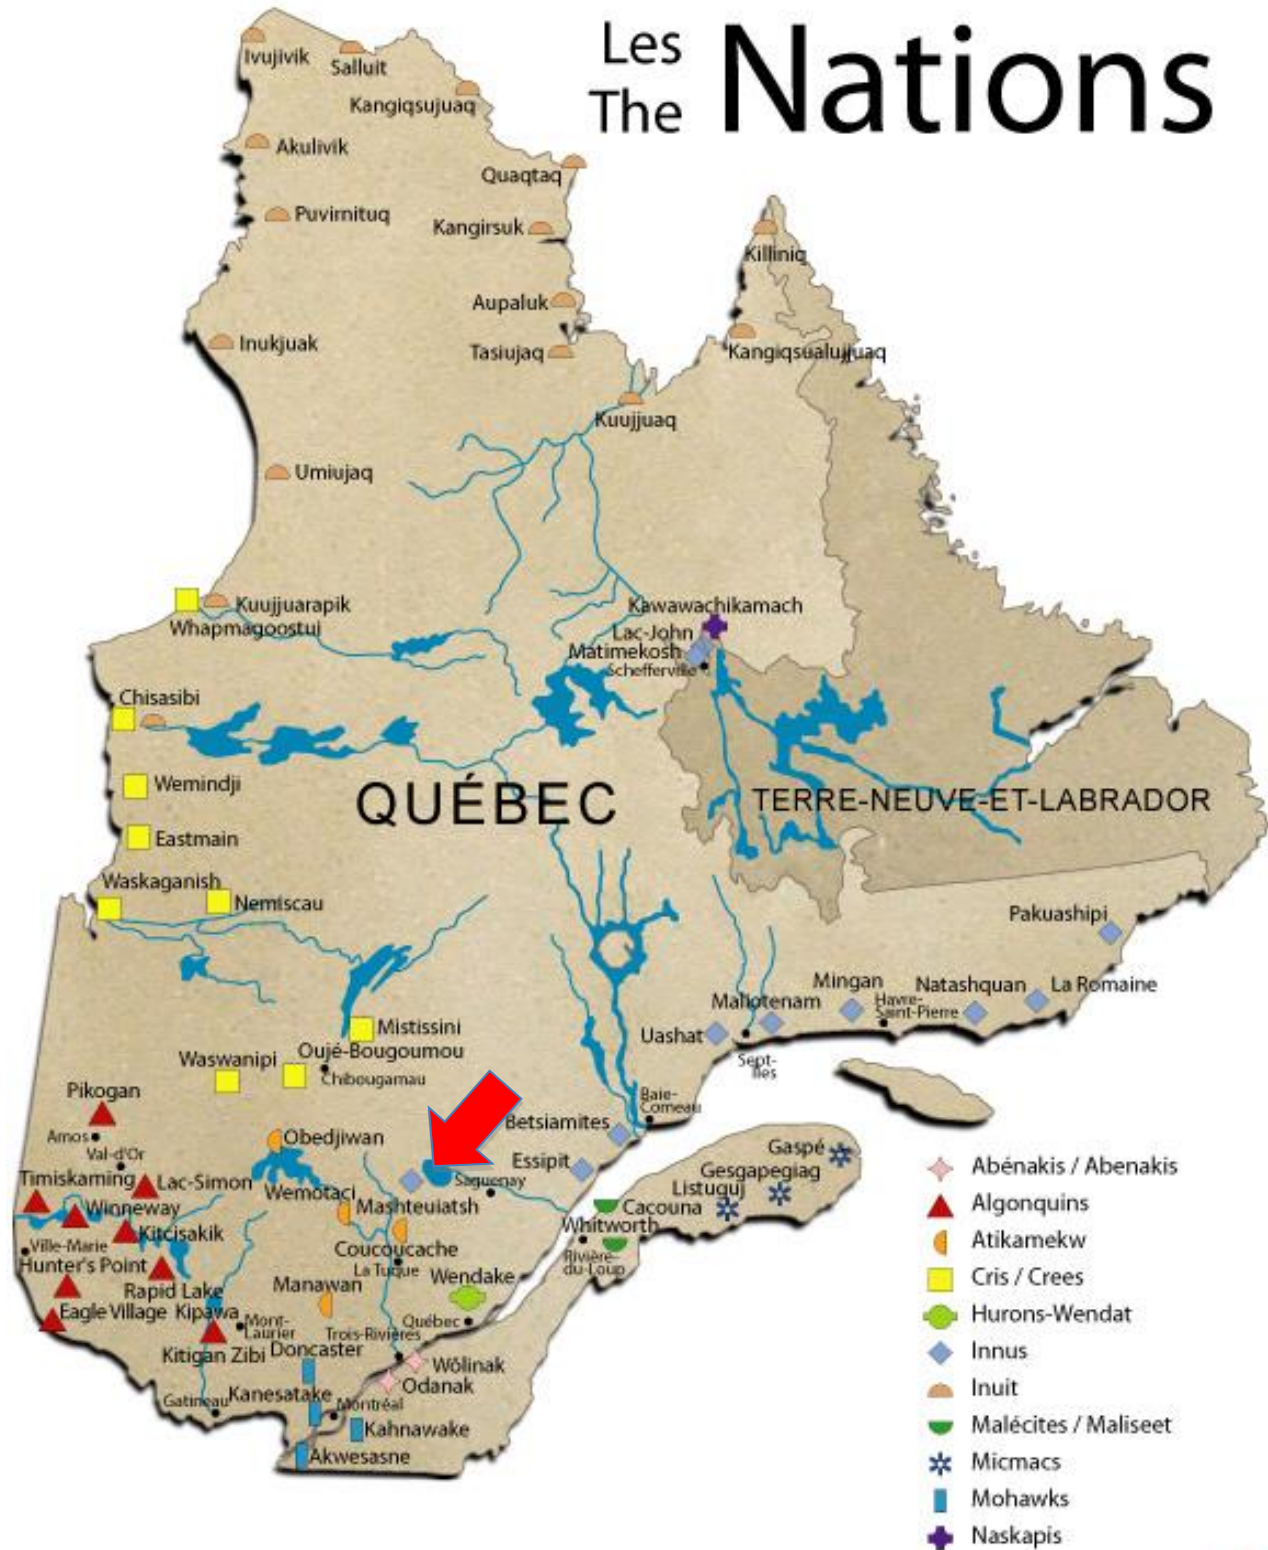 Les
The
Nations
Ivujivik
Salluit
Kangiqsujuaq
Akulivik
Quaqtaq
Puvirnituq
Kangirsuk
Killiniq
Aupaluk
Inukjuak
Tasiujaq
Kangiqsualujjuaq
Kuujjuaq
Umiujaq
Kuujjuarapik
Whapmagoostui
Kawawachikamach
Lac-John
Matimekosh
Schefferville
Chisasibi
Wemindji
QUÉBEC
TERRE-NEUVE-ET-LABRADOR
Eastmain
Waskaganish
Nemiscau
Pakuashipi
Mingan
Natashquan
La Romaine
Maliotenam
Havre-
Saint-Pierre
Uashat
Sept-
Îles
Mistissini
Oujé-Bougoumou
Waswanipi
Chibougamau
Pikogan
Baie-
Comeau
Betsiamites
Amos
Obedjiwan
Val-d'Or
Gaspé
Essipit
Gesgapegiag
Timiskaming
Lac-Simon
Saguenay
Listuguj
Wemotaci
Mashteuiatsh
Cacouna
Winneway
Whitworth
Kitcisakik
Ville-Marie
Coucoucache
Rivière-
du-Loup
Hunter's Point
La Tuque
Wendake
Rapid Lake
Manawan
Eagle Village Kipawa
Mont-
Laurier
Québec
Trois-Rivières
Kitigan Zibi
Doncaster
Wôlinak
Odanak
Gatineau
Kanesatake
Montréal
Kahnawake
Akwesasne
Abénakis / Abenakis
Algonquins
Atikamekw
Cris / Crees
Hurons-Wendat
Innus
Inuit
Malécites / Maliseet
Micmacs
Mohawks
Naskapis